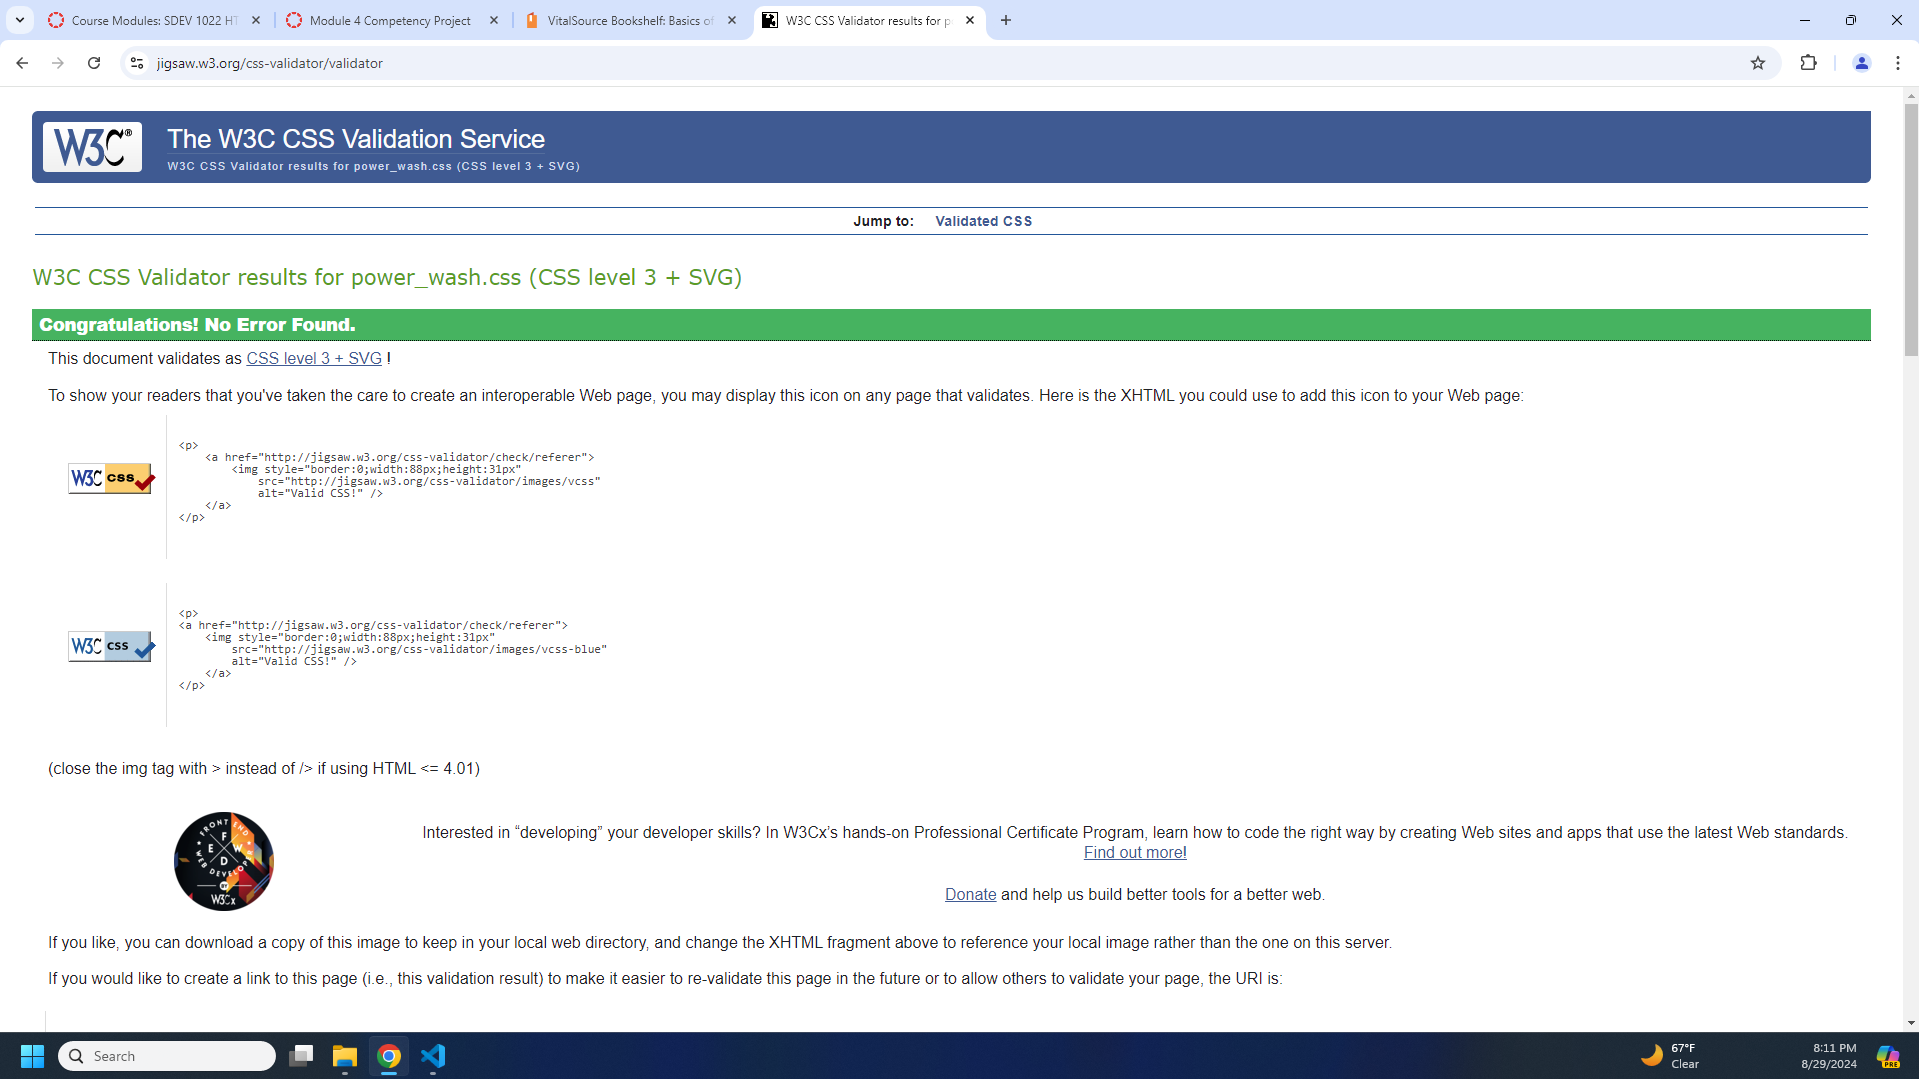 Course Modules: SDEV 1022 HT
Module 4 Competency Project
VitalSource Bookshelf: Basics of
W3C CSS Validator results for p
jigsaw.w3.org/css-validator/validator
W3C®
The W3C CSS Validation Service
W3C CSS Validator results for power_wash.css (CSS level 3 + SVG)
Jump to: Validated CSS
W3C CSS Validator results for power_wash.css (CSS level 3 + SVG)
Congratulations! No Error Found.
This document validates as CSS level 3 + SVG !
To show your readers that you've taken the care to create an interoperable Web page, you may display this icon on any page that validates. Here is the XHTML you could use to add this icon to your Web page:
W3C CSS
<p>
<a href="http://jigsaw.w3.org/css-validator/check/referer">
<img style="border:0;width:88px;height:31px"
src="http://jigsaw.w3.org/css-validator/images/vcss"
alt="Valid CSS!" />
</a>
</p>
W3C CSS
<p>
<a href="http://jigsaw.w3.org/css-validator/check/referer">
<img style="border:0;width:88px;height:31px"
src="http://jigsaw.w3.org/css-validator/images/vcss-blue"
alt="Valid CSS!" />
</a>
</p>
(close the img tag with > instead of /> if using HTML <= 4.01)
FRONT END
F E W D
WEB DEVELOP
BY
W3Cx
Interested in “developing” your developer skills? In W3Cx’s hands-on Professional Certificate Program, learn how to code the right way by creating Web sites and apps that use the latest Web standards.
Find out more!
Donate and help us build better tools for a better web.
If you like, you can download a copy of this image to keep in your local web directory, and change the XHTML fragment above to reference your local image rather than the one on this server.
If you would like to create a link to this page (i.e., this validation result) to make it easier to re-validate this page in the future or to allow others to validate your page, the URI is:
Search
67°F
Clear
8:11 PM
8/29/2024
PRE